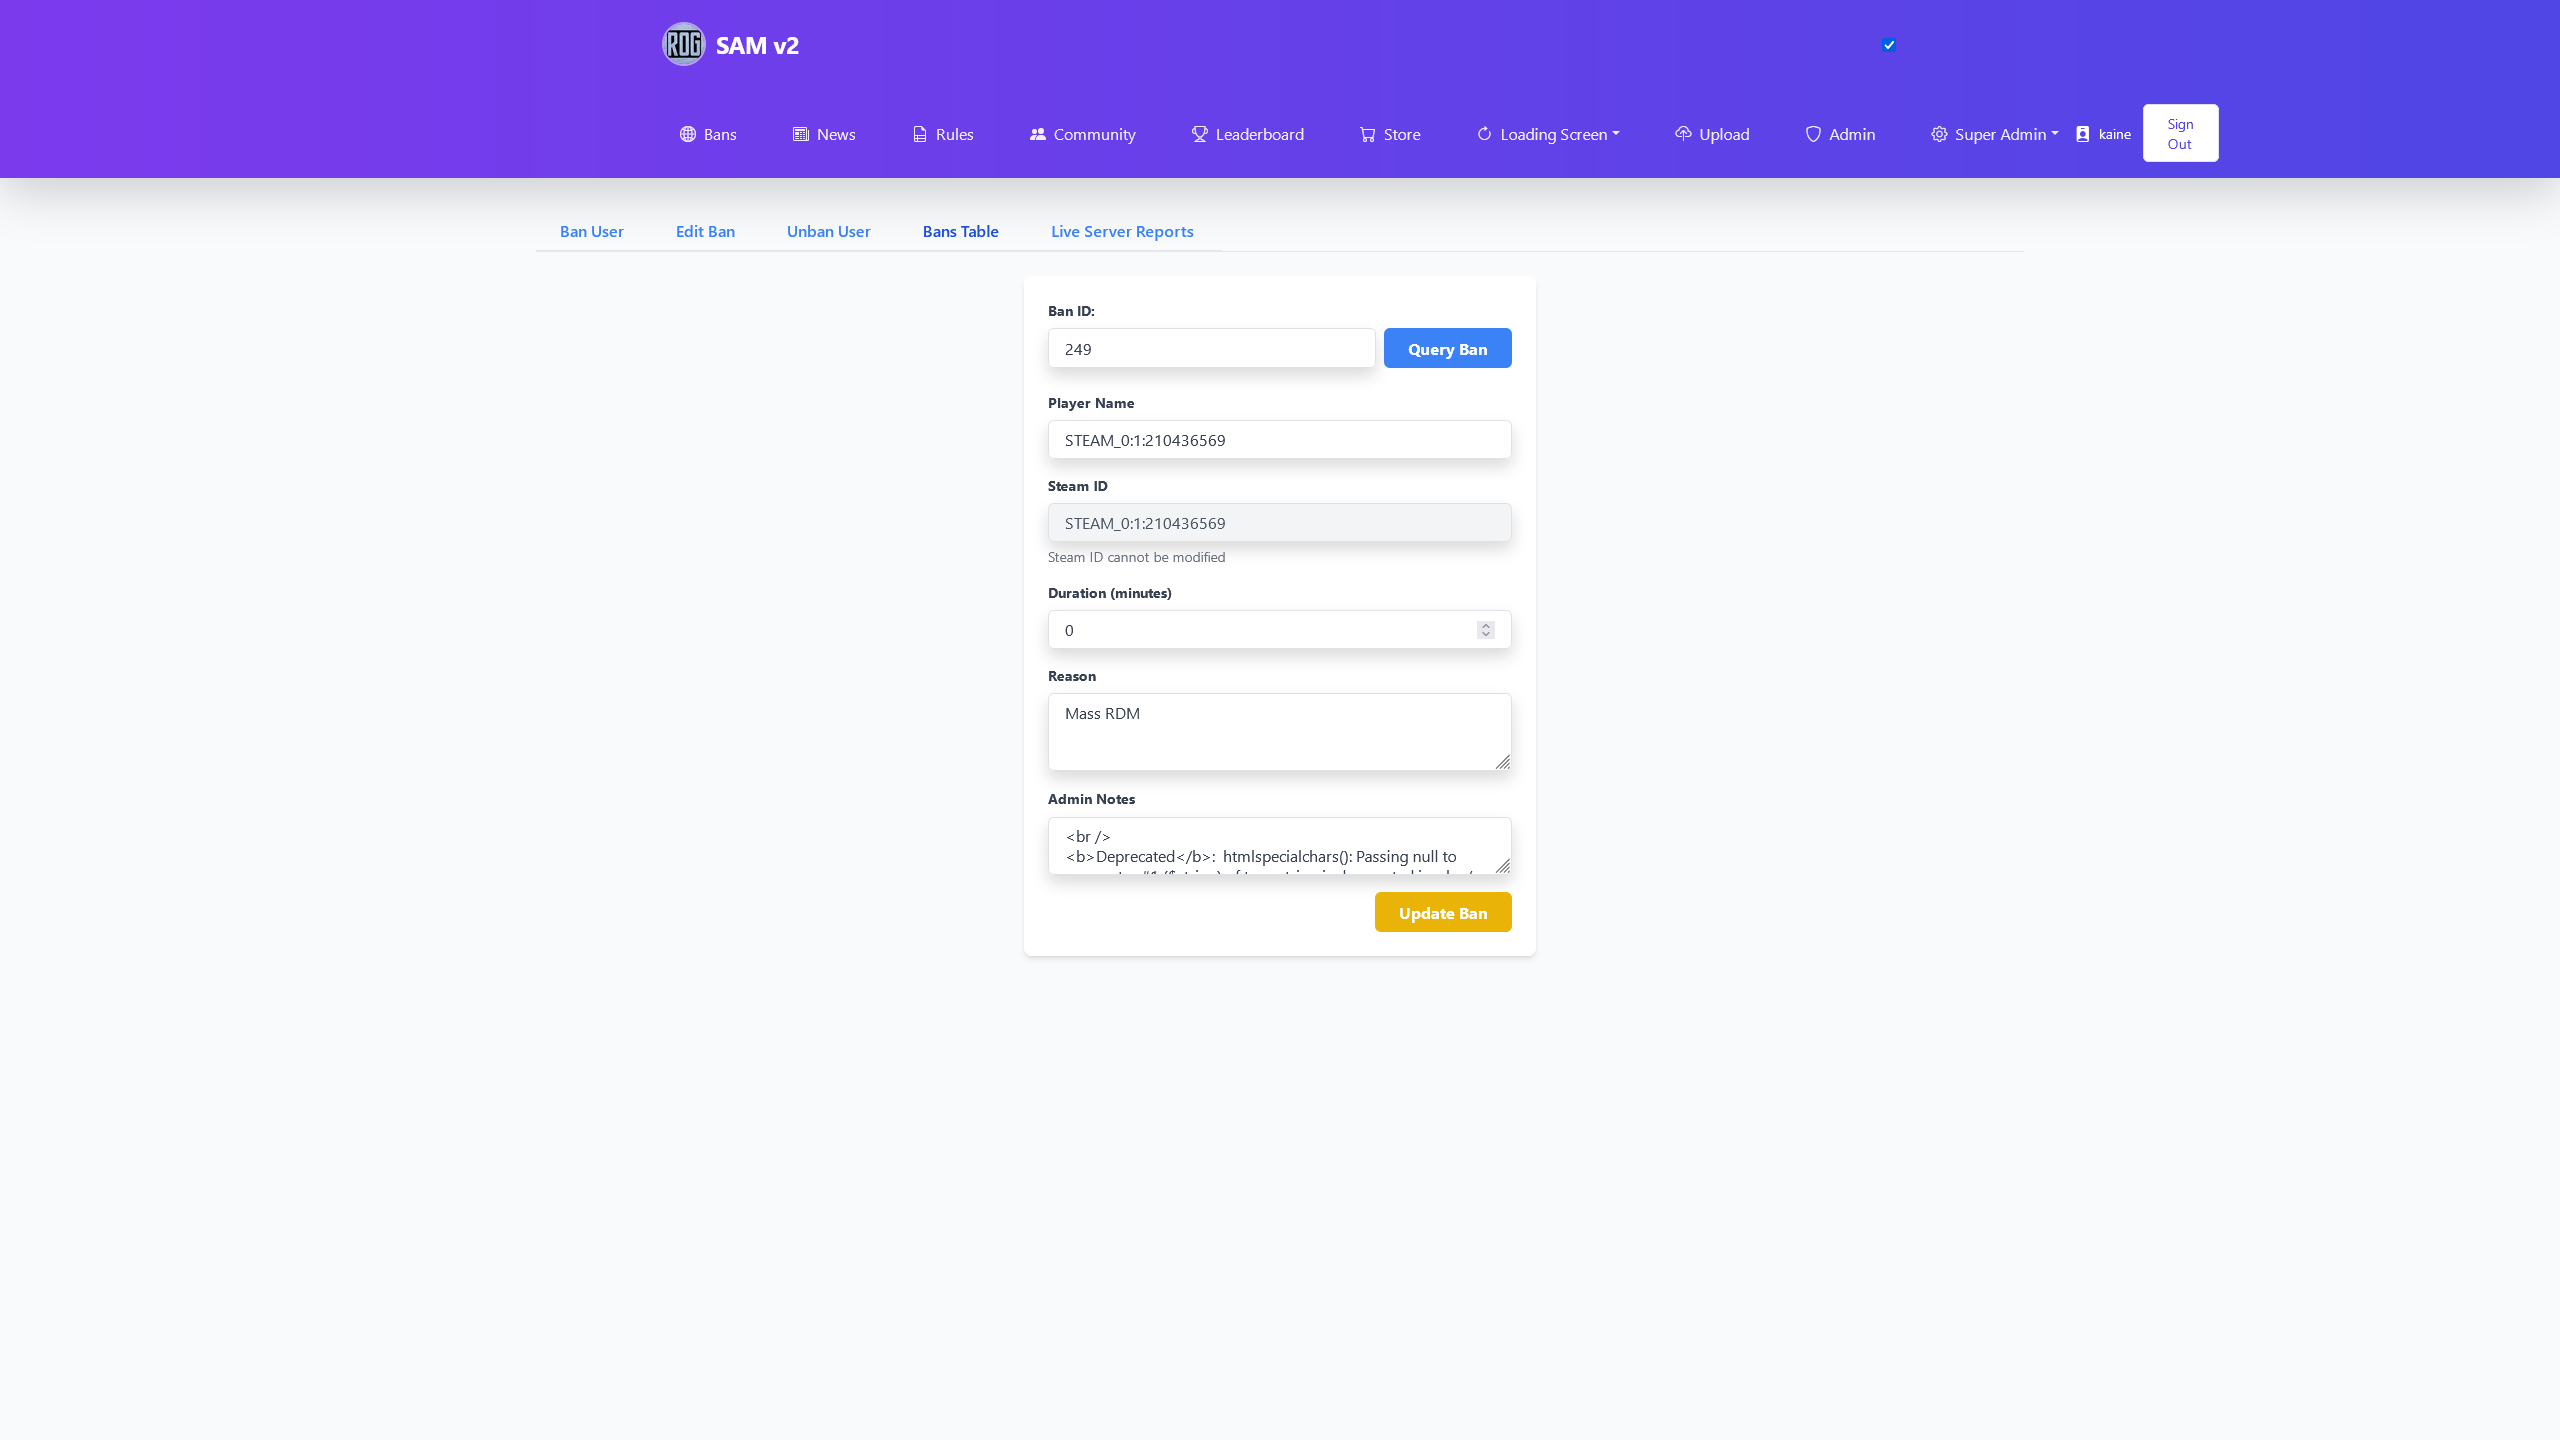 ROG SAM v2
Bans News Rules Community Leaderboard Store Loading Screen Upload Admin Super Admin kaine Sign Out
Ban User Edit Ban Unban User Bans Table Live Server Reports
Ban ID:
249 Query Ban
Player Name
STEAM_0:1:210436569
Steam ID
STEAM_0:1:210436569
Steam ID cannot be modified
Duration (minutes)
0
Reason
Mass RDM
Admin Notes
<br />
<b>Deprecated</b>:  htmlspecialchars(): Passing null to
Update Ban